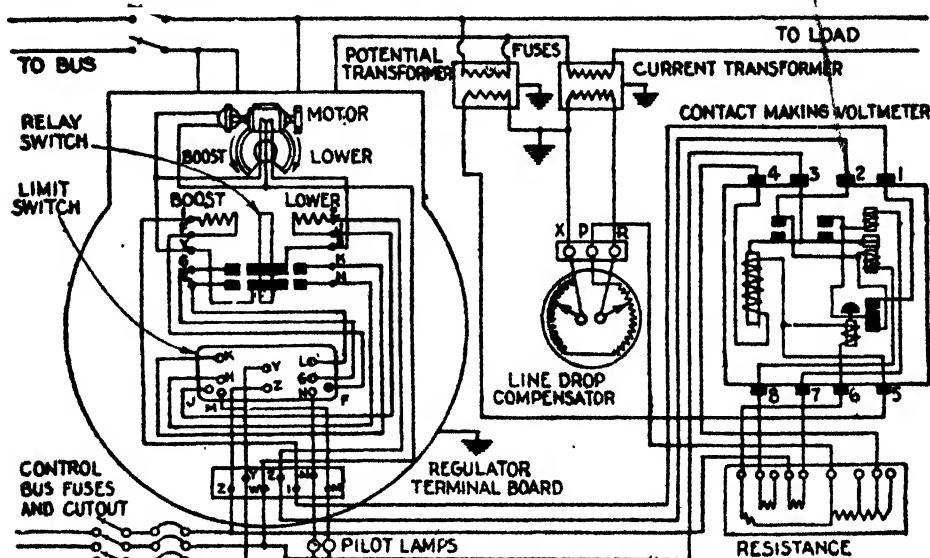 TO LOAD
TO BUS
POTENTIAL
TRANSFORMER
FUSES
CURRENT TRANSFORMER
CONTACT MAKING VOLTMETER
MOTOR
RELAY
SWITCH
BOOST
LOWER
LIMIT
SWITCH
BOOST
LOWER
4 3 2 1
X P R
K
H
K
H
J
M
Y
Z
L
G
N
F
8 7 6 5
LINE DROP
COMPENSATOR
REGULATOR
TERMINAL BOARD
Z
W
CONTROL
BUS FUSES
AND CUTOUT
PILOT LAMPS
RESISTANCE